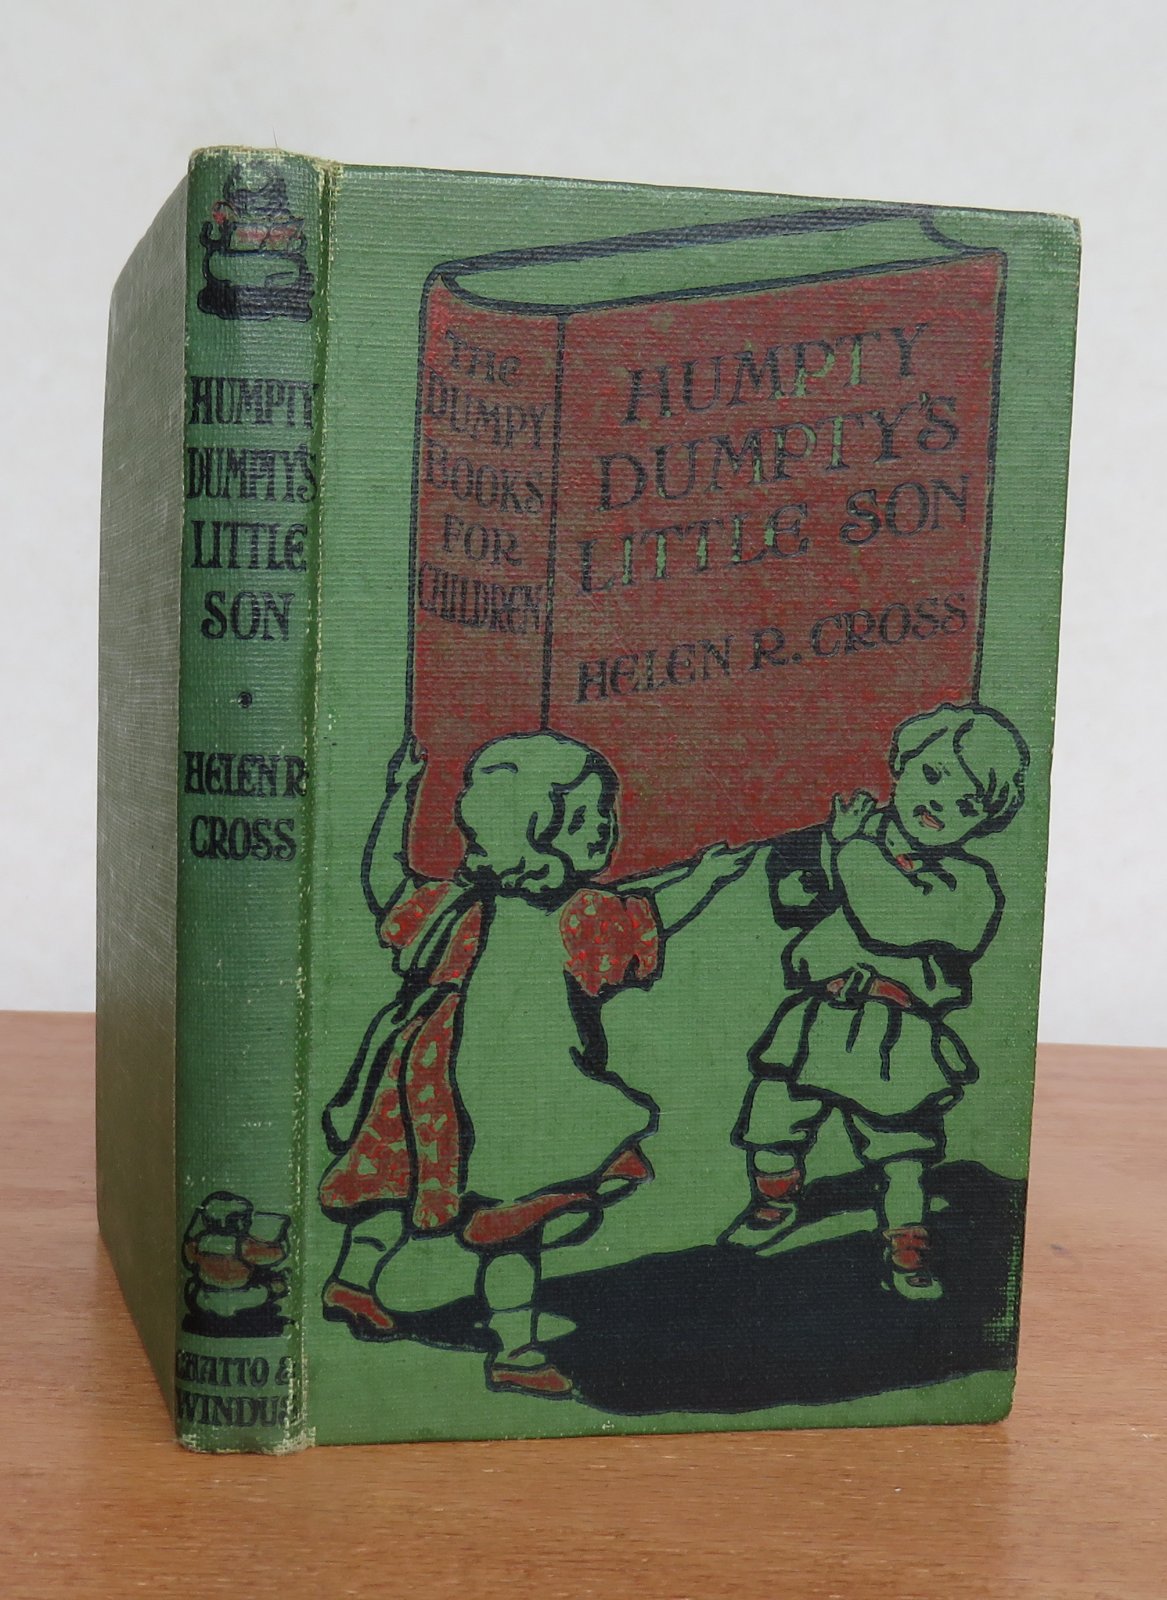 HUMPTY
DUMPTY'S
LITTLE
SON
HELEN R
CROSS
CHATTO &
WINDUS
THE
DUMPY
BOOKS
FOR
CHILDREN
HUMPTY
DUMPTY'S
LITTLE SON
HELEN R. CROSS